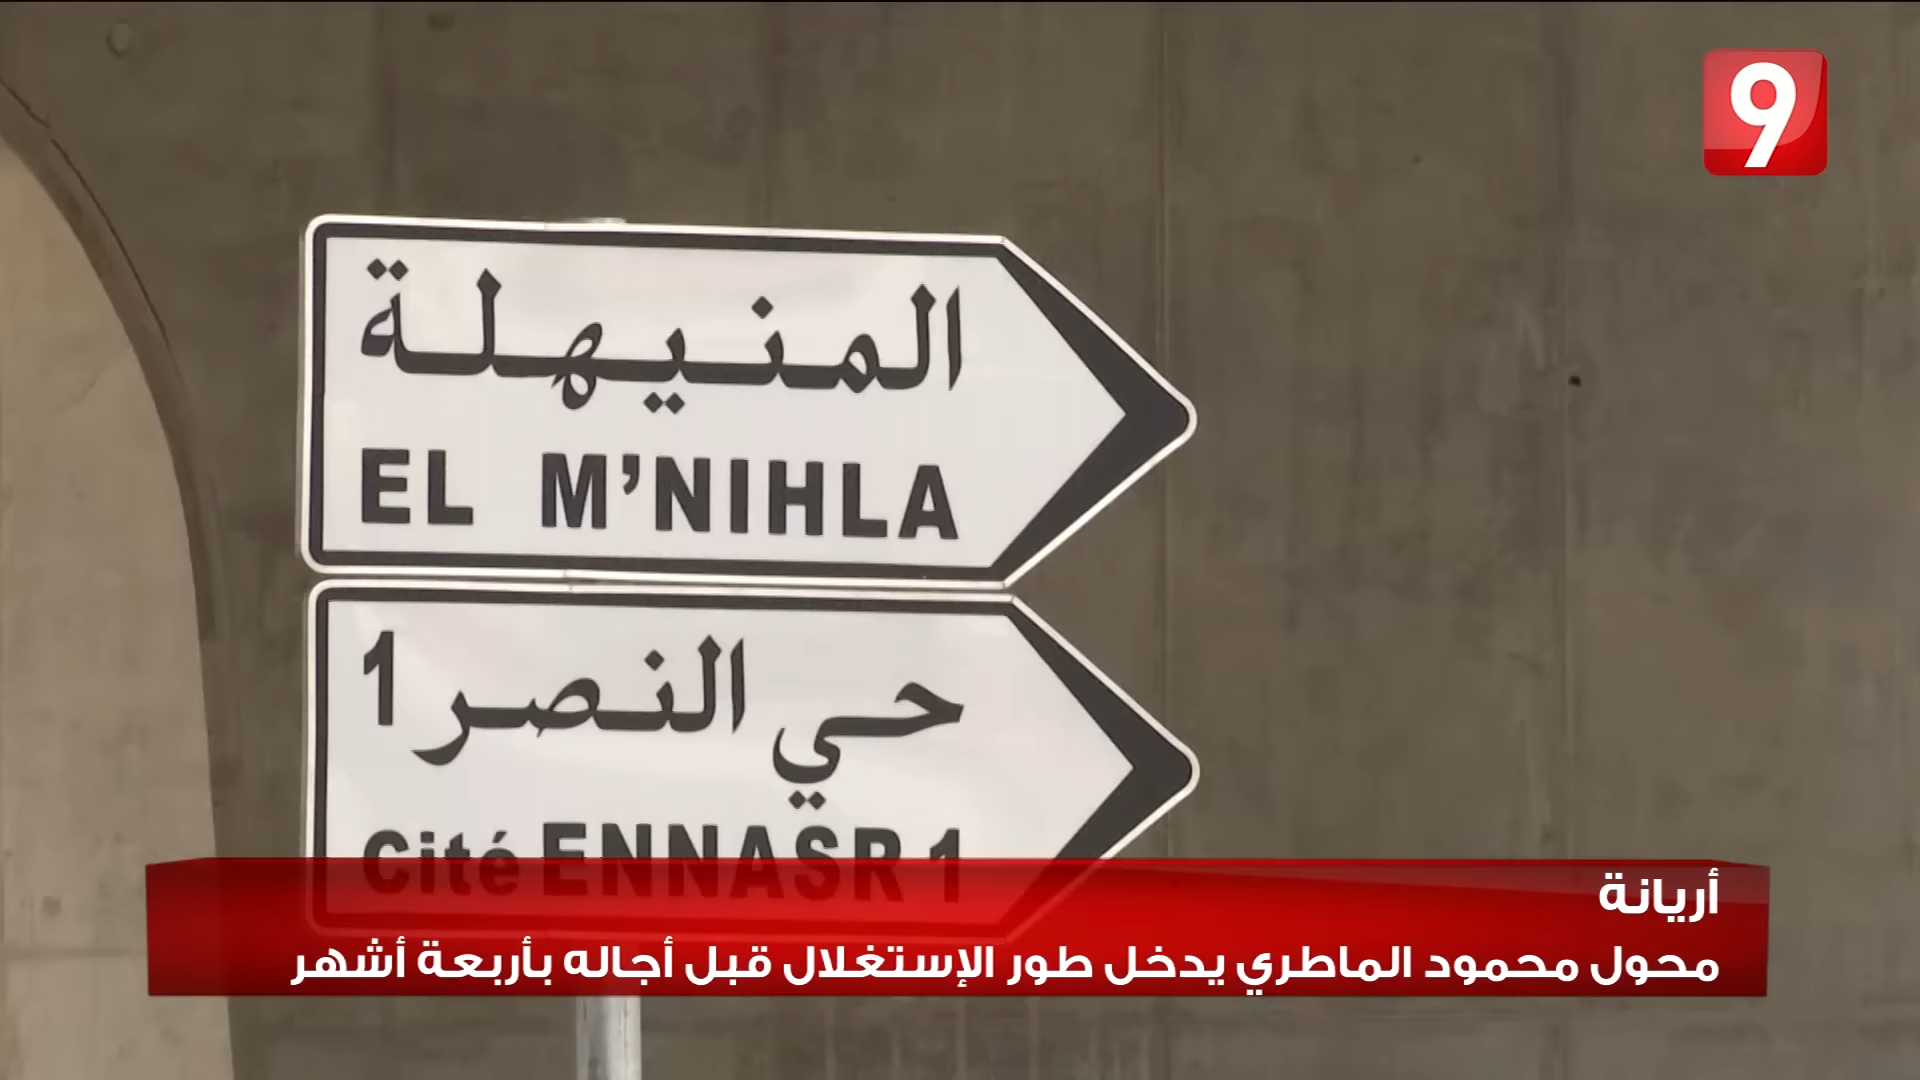 9
المنيهلة
EL M'NIHLA
حي النصر 1
Cité ENNASR 1
أريانة
محول محمود الماطري يدخل طور الإستغلال قبل أجاله بأربعة أشهر